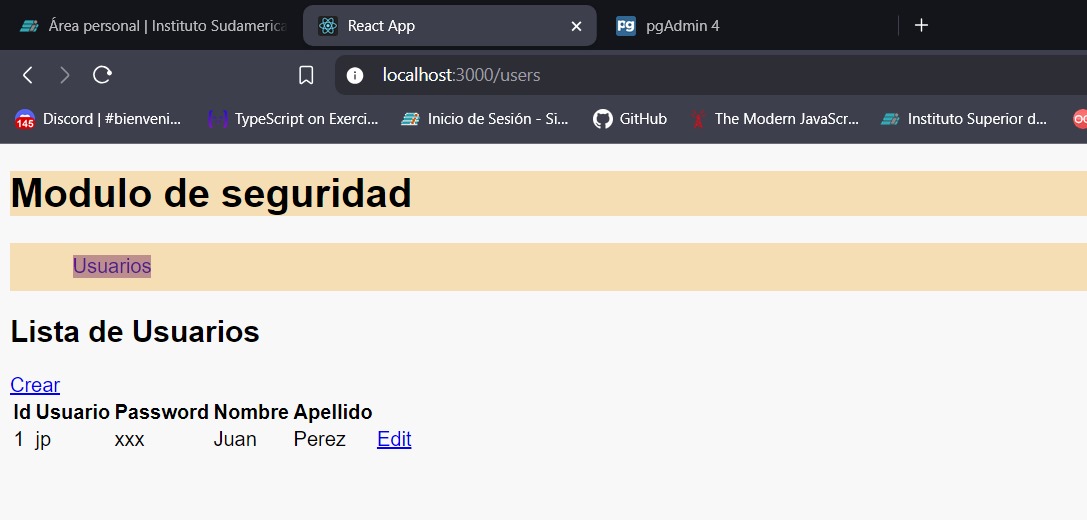 Área personal | Instituto Sudamerica
React App
pgAdmin 4
localhost:3000/users
145 Discord | #bienveni...
TypeScript on Exerci...
Inicio de Sesión - Si...
GitHub
The Modern JavaScr...
Instituto Superior d...
Modulo de seguridad
Usuarios
Lista de Usuarios
Crear
Id Usuario Password Nombre Apellido
1 jp xxx Juan Perez Edit